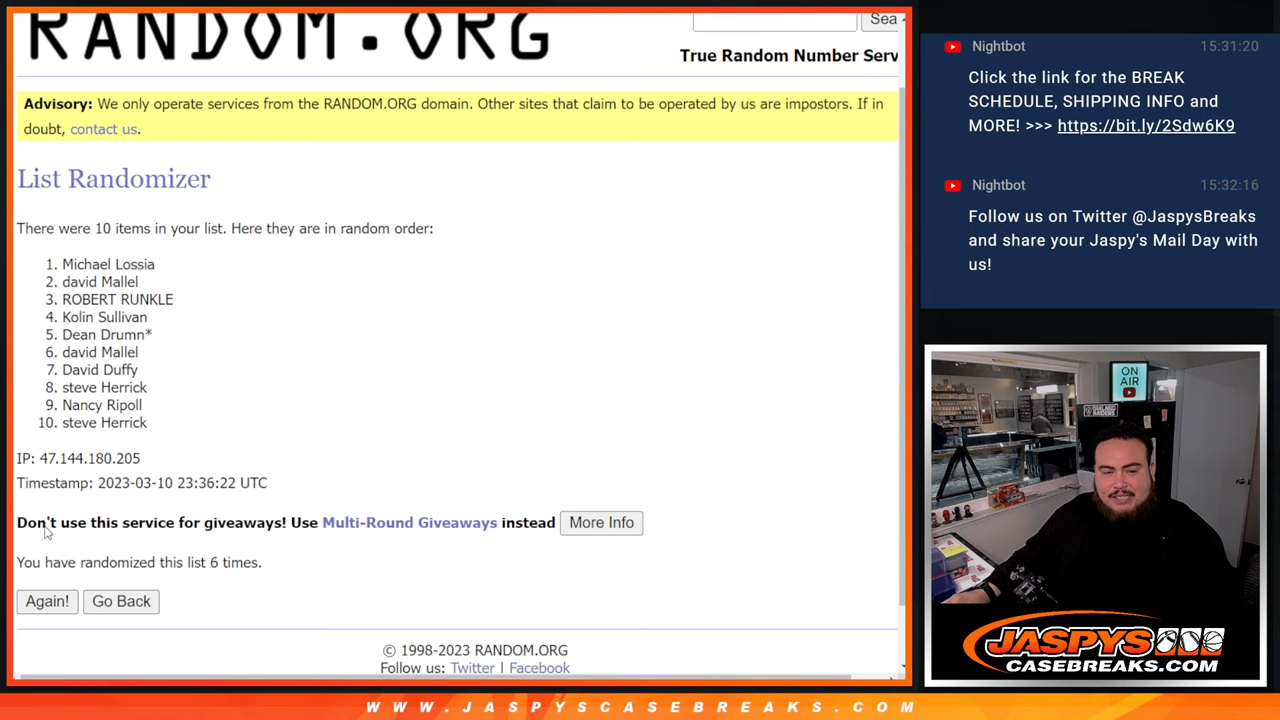 RANDOM.ORG
Sea
True Random Number Serv
Advisory: We only operate services from the RANDOM.ORG domain. Other sites that claim to be operated by us are impostors. If in
doubt, contact us.
List Randomizer
There were 10 items in your list. Here they are in random order:
1. Michael Lossia
2. david Mallel
3. ROBERT RUNKLE
4. Kolin Sullivan
5. Dean Drumn*
6. david Mallel
7. David Duffy
8. steve Herrick
9. Nancy Ripoll
10. steve Herrick
IP: 47.144.180.205
Timestamp: 2023-03-10 23:36:22 UTC
Don't use this service for giveaways! Use Multi-Round Giveaways instead More Info
You have randomized this list 6 times.
Again! Go Back
© 1998-2023 RANDOM.ORG
Follow us: Twitter | Facebook
Nightbot 15:31:20
Click the link for the BREAK
SCHEDULE, SHIPPING INFO and
MORE! >>> https://bit.ly/2Sdw6K9
Nightbot 15:32:16
Follow us on Twitter @JaspysBreaks
and share your Jaspy's Mail Day with
us!
ON
AIR
OAKLAND
RAIDERS
JASPYS
CASEBREAKS.COM
WWW.JASPYSCASEBREAKS.COM